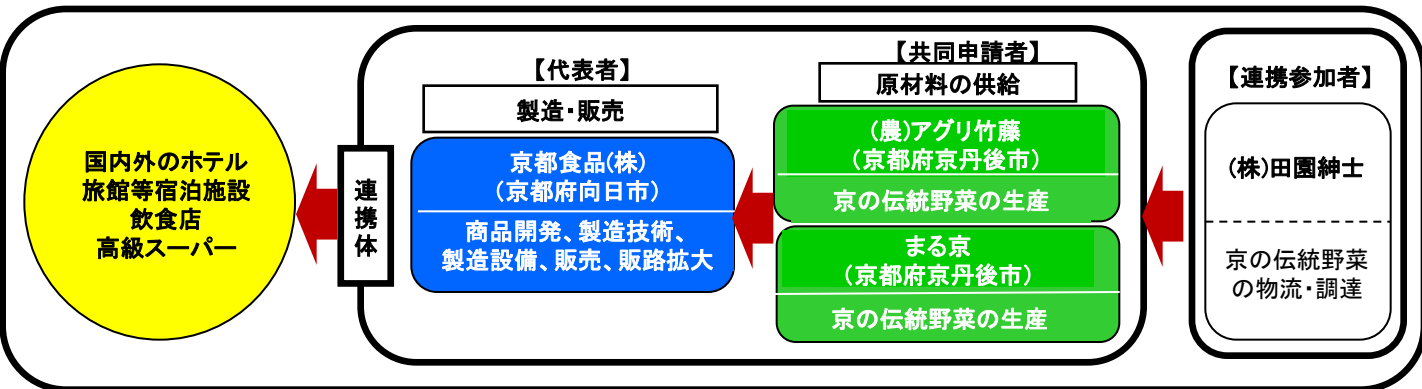 国内外のホテル
旅館等宿泊施設
飲食店
高級スーパー
連携体
【代表者】
製造・販売
京都食品(株)
（京都府向日市）
商品開発、製造技術、
製造設備、販売、販路拡大
【共同申請者】
原材料の供給
(農)アグリ竹藤
（京都府京丹後市）
京の伝統野菜の生産
まる京
（京都府京丹後市）
京の伝統野菜の生産
【連携参加者】
(株)田園紳士
京の伝統野菜
の物流・調達